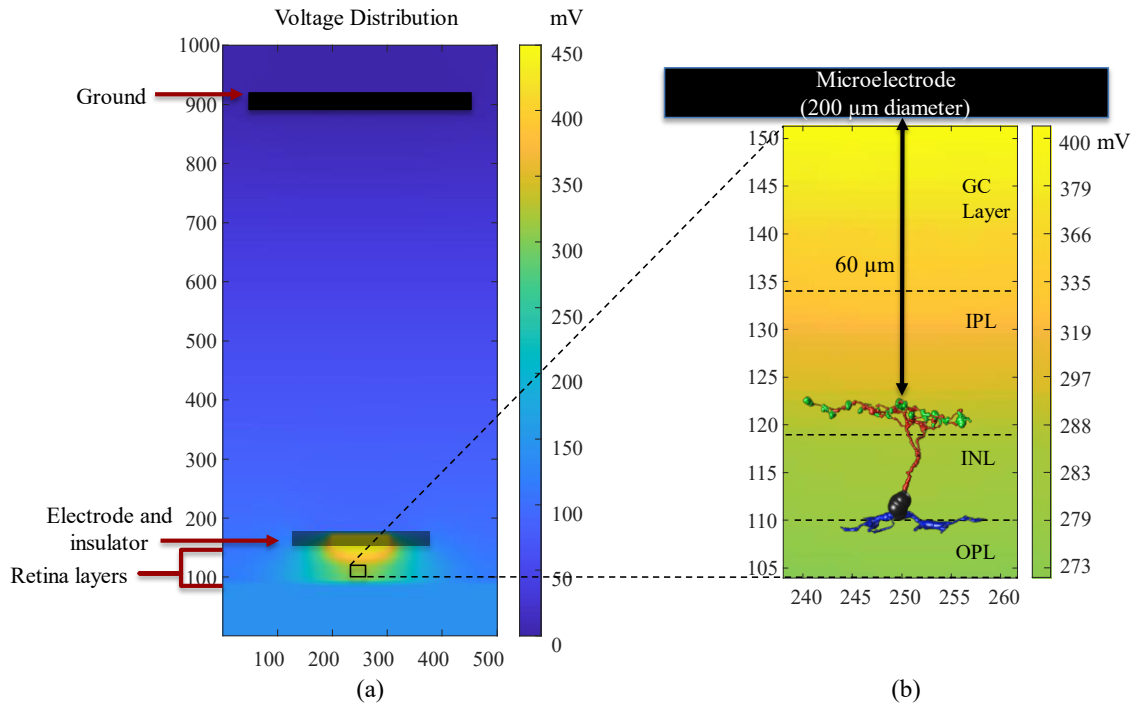 Voltage Distribution
mV
1000
900
800
700
600
500
400
300
200
100
100 200 300 400 500
450
400
350
300
250
200
150
100
50
0
Ground
Electrode and
insulator
Retina layers
(a)
Microelectrode
(200 µm diameter)
150
145
140
135
130
125
120
115
110
105
240 245 250 255 260
400 mV
379
366
335
319
297
288
283
279
273
GC
Layer
60 µm
IPL
INL
OPL
(b)